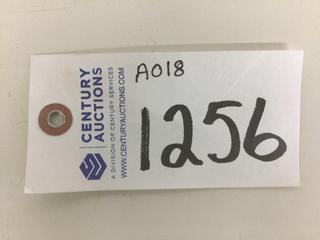 CENTURY
AUCTIONS
A DIVISION OF CENTURY SERVICES
WWW.CENTURYAUCTIONS.COM
A018
1256